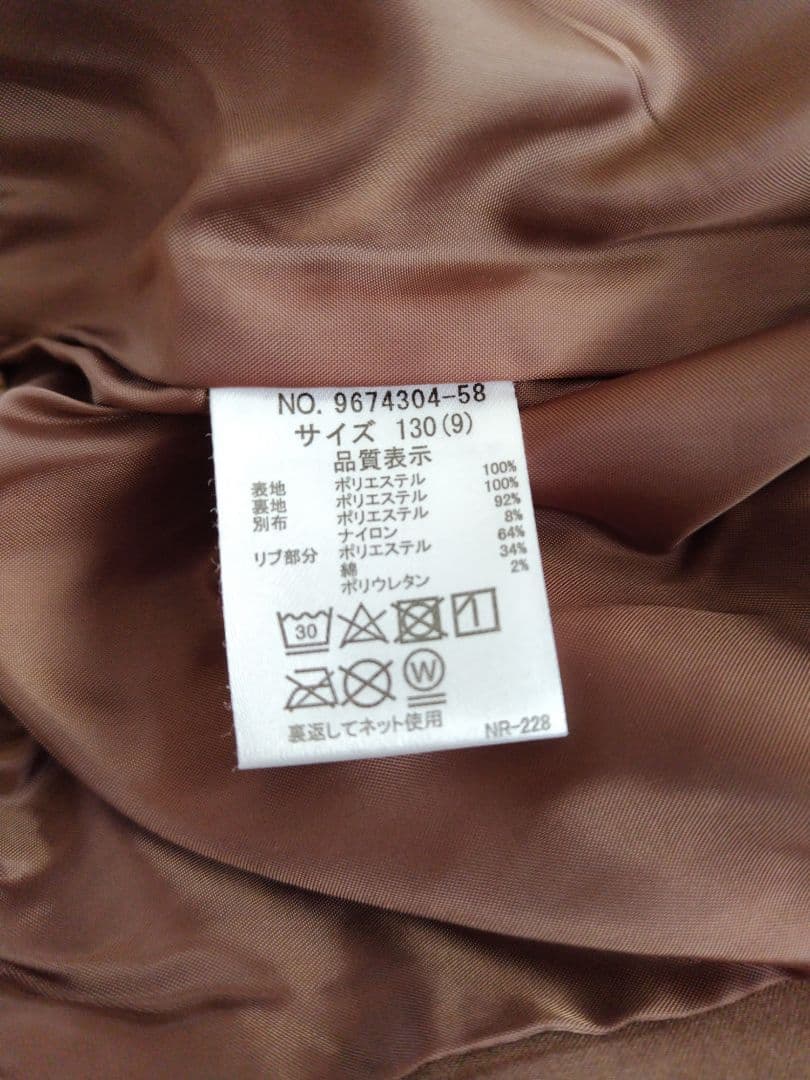 NO. 9674304-58
サイズ 130(9)
品質表示
表地 ポリエステル 100%
裏地 ポリエステル 100%
別布 ポリエステル 92%
ナイロン 8%
リブ部分 ポリエステル 64%
綿 34%
ポリウレタン 2%
30
W
裏返してネット使用 NR-228